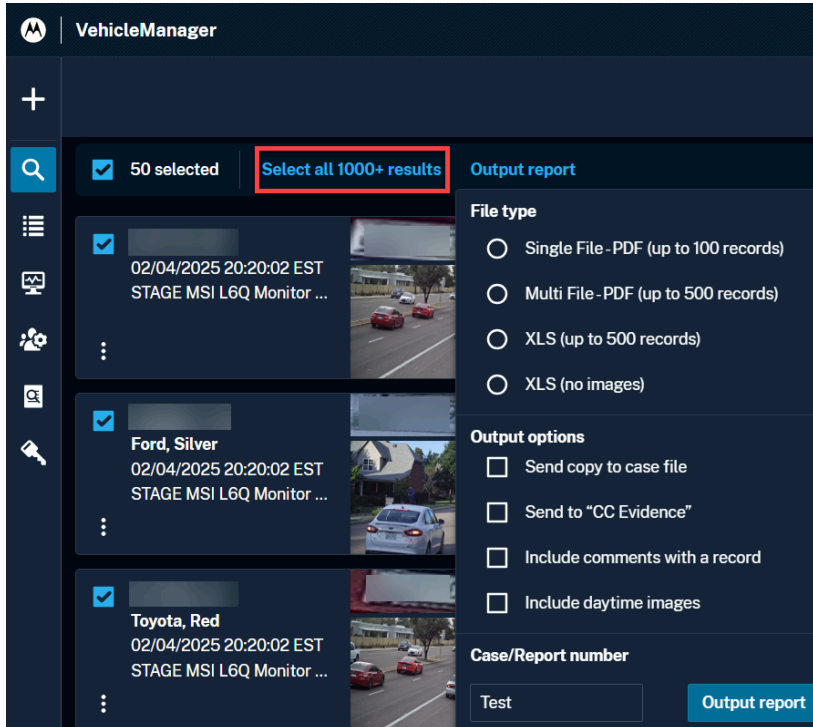 VehicleManager
50 selected
Select all 1000+ results
Output report
File type
Single File - PDF (up to 100 records)
Multi File - PDF (up to 500 records)
XLS (up to 500 records)
XLS (no images)
Output options
Send copy to case file
Send to “CC Evidence”
Include comments with a record
Include daytime images
Case/Report number
Test
Output report
02/04/2025 20:20:02 EST
STAGE MSI L6Q Monitor ...
Ford, Silver
02/04/2025 20:20:02 EST
STAGE MSI L6Q Monitor ...
Toyota, Red
02/04/2025 20:20:02 EST
STAGE MSI L6Q Monitor ...